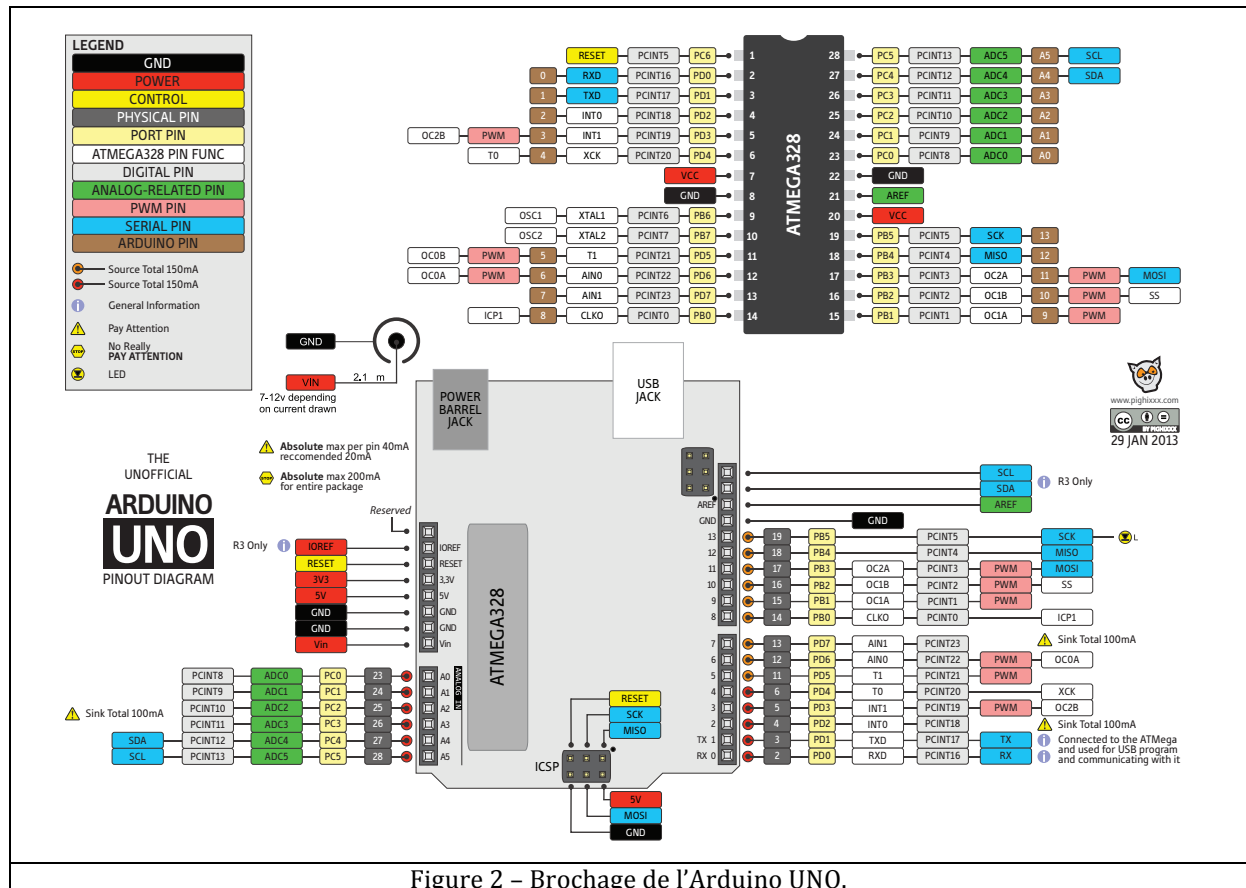 LEGEND
GND
POWER
CONTROL
PHYSICAL PIN
PORT PIN
ATMEGA328 PIN FUNC
DIGITAL PIN
ANALOG-RELATED PIN
PWM PIN
SERIAL PIN
ARDUINO PIN
Source Total 150mA
Source Total 150mA
General Information
Pay Attention
STOP No Really
PAY ATTENTION
LED
RESET PCINT5 PC6 1
0 RXD PCINT16 PD0 2
1 TXD PCINT17 PD1 3
2 INT0 PCINT18 PD2 4
OC2B PWM 3 INT1 PCINT19 PD3 5
T0 4 XCK PCINT20 PD4 6
VCC 7
GND 8
OSC1 XTAL1 PCINT6 PB6 9
OSC2 XTAL2 PCINT7 PB7 10
OC0B PWM 5 T1 PCINT21 PD5 11
OC0A PWM 6 AIN0 PCINT22 PD6 12
7 AIN1 PCINT23 PD7 13
ICP1 8 CLKO PCINT0 PB0 14
ATMEGA328
28 PC5 PCINT13 ADC5 A5 SCL
27 PC4 PCINT12 ADC4 A4 SDA
26 PC3 PCINT11 ADC3 A3
25 PC2 PCINT10 ADC2 A2
24 PC1 PCINT9 ADC1 A1
23 PC0 PCINT8 ADC0 A0
22 GND
21 AREF
20 VCC
19 PB5 PCINT5 SCK 13
18 PB4 PCINT4 MISO 12
17 PB3 PCINT3 OC2A 11 PWM MOSI
16 PB2 PCINT2 OC1B 10 PWM SS
15 PB1 PCINT1 OC1A 9 PWM
GND
VIN 2.1 m
7-12v depending
on current drawn
POWER
BARREL
JACK
USB
JACK
www.pighixxx.com
cc BY PIGHIXXX
29 JAN 2013
Absolute max per pin 40mA
reccomended 20mA
STOP Absolute max 200mA
for entire package
THE
UNOFFICIAL
ARDUINO
UNO
PINOUT DIAGRAM
Reserved
R3 Only IOREF IOREF
RESET RESET
3V3 3,3V
5V 5V
GND GND
GND GND
Vin Vin
PCINT8 ADC0 PC0 23 A0
PCINT9 ADC1 PC1 24 A1
PCINT10 ADC2 PC2 25 A2
PCINT11 ADC3 PC3 26 A3
SDA PCINT12 ADC4 PC4 27 A4
SCL PCINT13 ADC5 PC5 28 A5
Sink Total 100mA
ANALOG IN
ATMEGA328
SCL
SDA
R3 Only
AREF AREF
GND GND
13 19 PB5 PCINT5 SCK L
12 18 PB4 PCINT4 MISO
11 17 PB3 OC2A PCINT3 PWM MOSI
10 16 PB2 OC1B PCINT2 PWM SS
9 15 PB1 OC1A PCINT1 PWM
8 14 PB0 CLKO PCINT0 ICP1
7 13 PD7 AIN1 PCINT23 Sink Total 100mA
6 12 PD6 AIN0 PCINT22 PWM OC0A
5 11 PD5 T1 PCINT21 PWM
4 6 PD4 T0 PCINT20 XCK
3 5 PD3 INT1 PCINT19 PWM OC2B
2 4 PD2 INT0 PCINT18 Sink Total 100mA
TX 1 3 PD1 TXD PCINT17 TX
RX 0 2 PD0 RXD PCINT16 RX
Connected to the ATMega
and used for USB program
and communicating with it
RESET
SCK
MISO
ICSP
5V
MOSI
GND
Figure 2 – Brochage de l'Arduino UNO.